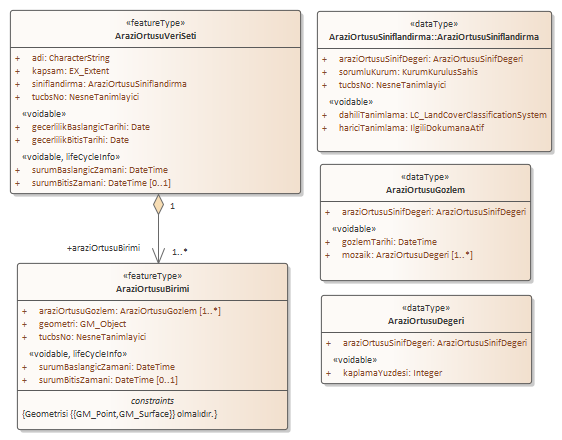 «featureType»
AraziOrtusuVeriSeti
+ adi: CharacterString
+ kapsam: EX_Extent
+ siniflandirma: AraziOrtusuSiniflandirma
+ tucbsNo: NesneTanimlayici
«voidable»
+ gecerlilikBaslangicTarihi: Date
+ gecerlilikBitisTarihi: Date
«voidable, lifeCycleInfo»
+ surumBaslangicZamani: DateTime
+ surumBitisZamani: DateTime [0..1]
1
+araziOrtusuBirimi
1..*
«featureType»
AraziOrtusuBirimi
+ araziOrtusuGozlem: AraziOrtusuGozlem [1..*]
+ geometri: GM_Object
+ tucbsNo: NesneTanimlayici
«voidable, lifeCycleInfo»
+ surumBaslangicZamani: DateTime
+ surumBitisZamani: DateTime [0..1]
constraints
{Geometrisi {{GM_Point,GM_Surface}} olmalıdır.}
«dataType»
AraziOrtusuSiniflandirma::AraziOrtusuSiniflandirma
+ araziOrtusuSinifDegeri: AraziOrtusuSinifDegeri
+ sorumluKurum: KurumKurulusSahis
+ tucbsNo: NesneTanimlayici
«voidable»
+ dahiliTanimlama: LC_LandCoverClassificationSystem
+ hariciTanimlama: IlgiliDokumanaAtif
«dataType»
AraziOrtusuGozlem
+ araziOrtusuSinifDegeri: AraziOrtusuSinifDegeri
«voidable»
+ gozlemTarihi: DateTime
+ mozaik: AraziOrtusuDegeri [1..*]
«dataType»
AraziOrtusuDegeri
+ araziOrtusuSinifDegeri: AraziOrtusuSinifDegeri
«voidable»
+ kaplamaYuzdesi: Integer